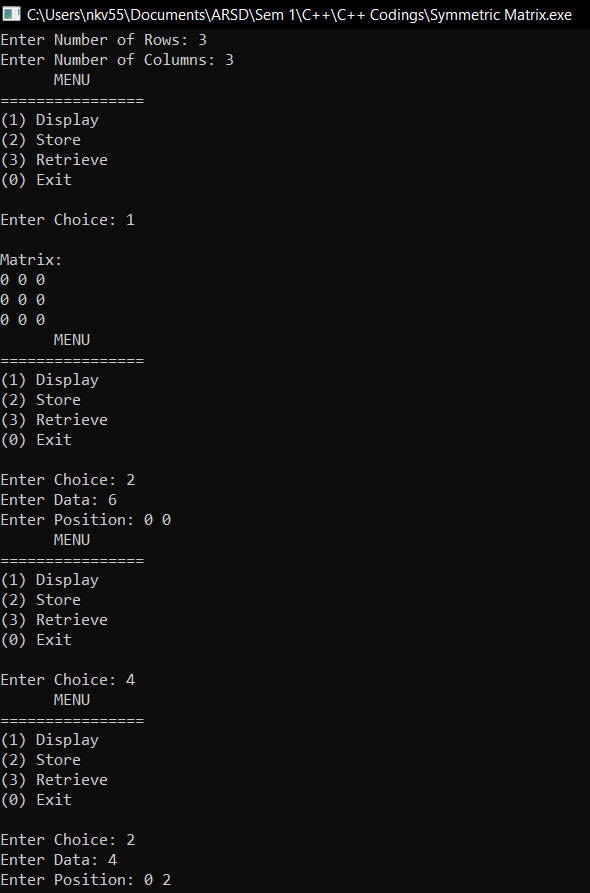 C:\Users\nkv55\Documents\ARSD\Sem 1\C++\C++ Codings\Symmetric Matrix.exe
Enter Number of Rows: 3
Enter Number of Columns: 3
      MENU
================
(1) Display
(2) Store
(3) Retrieve
(0) Exit

Enter Choice: 1

Matrix:
0 0 0
0 0 0
0 0 0
      MENU
================
(1) Display
(2) Store
(3) Retrieve
(0) Exit

Enter Choice: 2
Enter Data: 6
Enter Position: 0 0
      MENU
================
(1) Display
(2) Store
(3) Retrieve
(0) Exit

Enter Choice: 4
      MENU
================
(1) Display
(2) Store
(3) Retrieve
(0) Exit

Enter Choice: 2
Enter Data: 4
Enter Position: 0 2